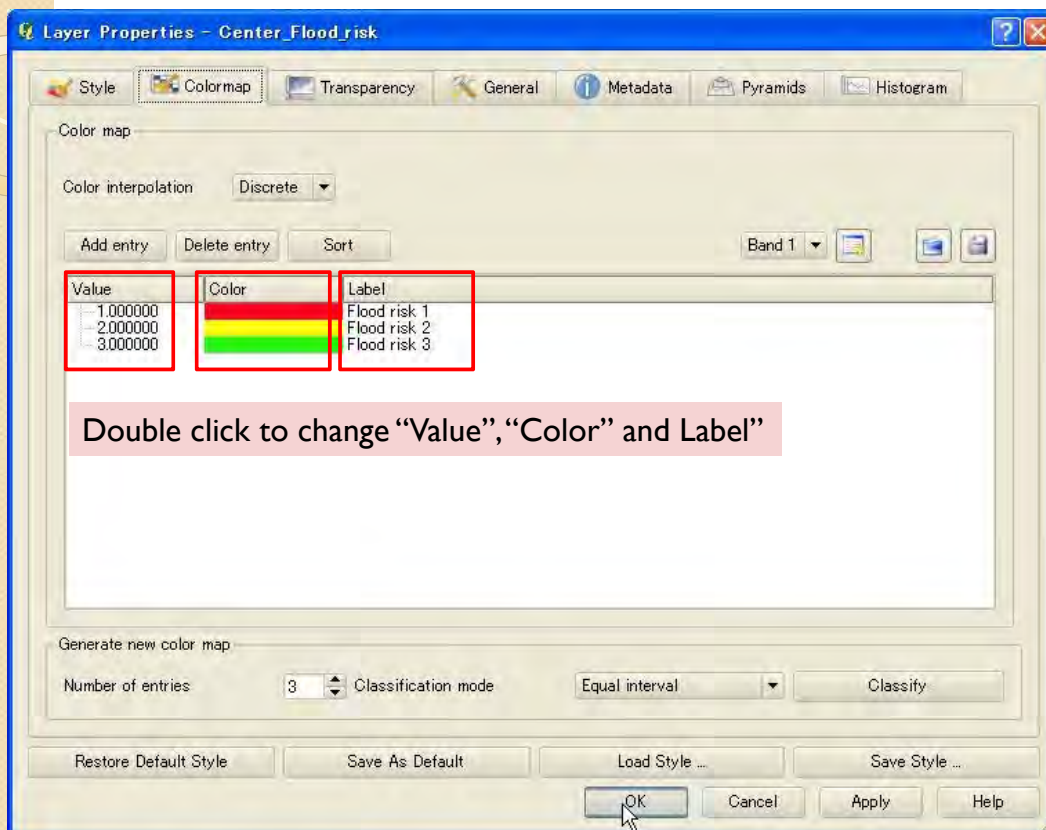 Layer Properties - Center_Flood_risk
Style Colormap Transparency General Metadata Pyramids Histogram
Color map
Color interpolation Discrete
Add entry Delete entry Sort Band 1
Value Color Label
1.000000 Flood risk 1
2.000000 Flood risk 2
3.000000 Flood risk 3
Double click to change “Value”, “Color” and Label”
Generate new color map
Number of entries 3 Classification mode Equal interval Classify
Restore Default Style Save As Default Load Style ... Save Style ...
OK Cancel Apply Help